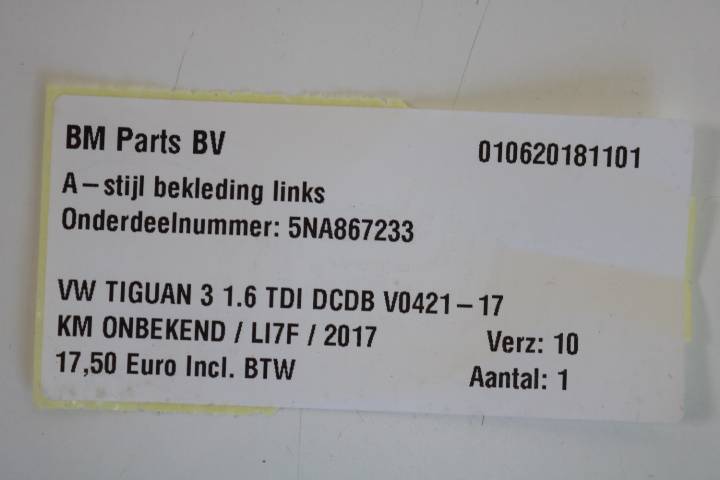 BM Parts BV 010620181101
A-stijl bekleding links
Onderdeelnummer: 5NA867233
VW TIGUAN 3 1.6 TDI DCDB V0421-17
KM ONBEKEND / LI7F / 2017 Verz: 10
17,50 Euro Incl. BTW Aantal: 1